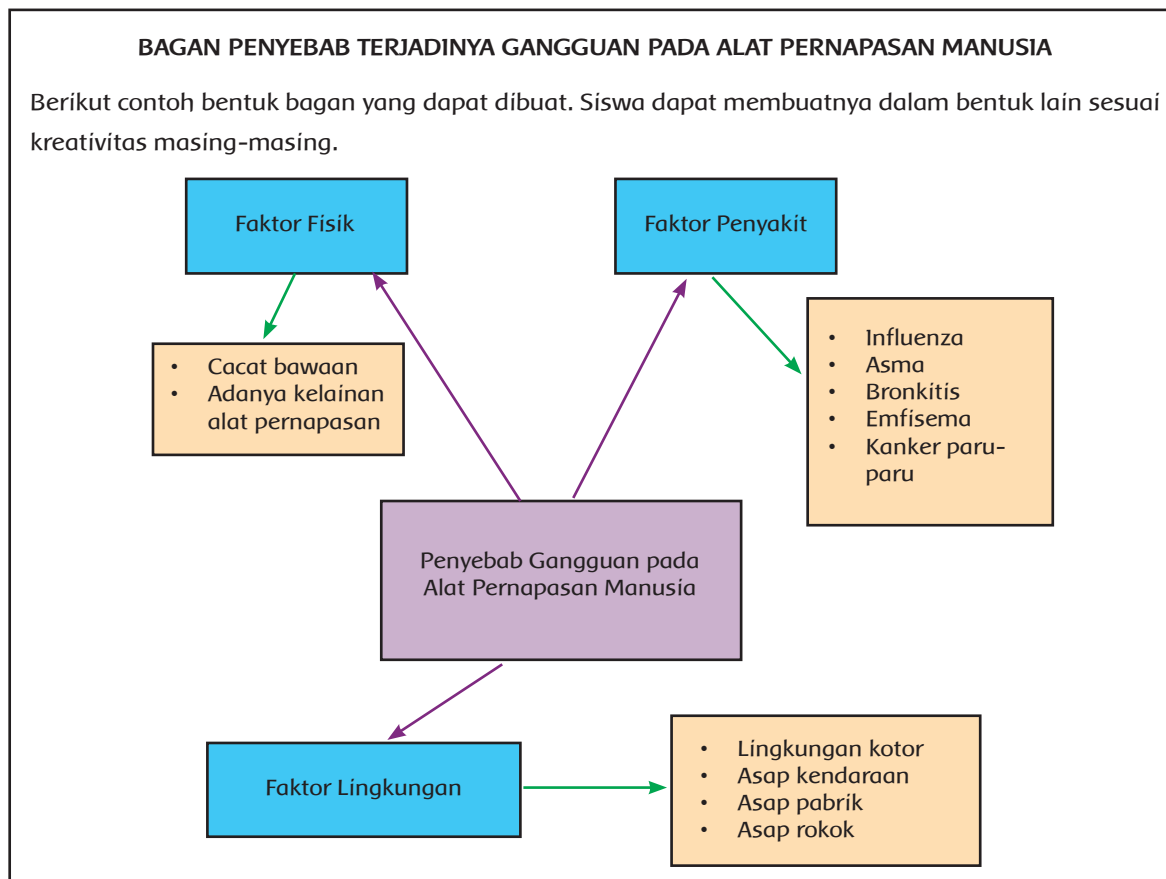 BAGAN PENYEBAB TERJADINYA GANGGUAN PADA ALAT PERNAPASAN MANUSIA
Berikut contoh bentuk bagan yang dapat dibuat. Siswa dapat membuatnya dalam bentuk lain sesuai
kreativitas masing-masing.
Faktor Fisik
Faktor Penyakit
• Cacat bawaan
• Adanya kelainan
alat pernapasan
• Influenza
• Asma
• Bronkitis
• Emfisema
• Kanker paru-
paru
Penyebab Gangguan pada
Alat Pernapasan Manusia
Faktor Lingkungan
• Lingkungan kotor
• Asap kendaraan
• Asap pabrik
• Asap rokok